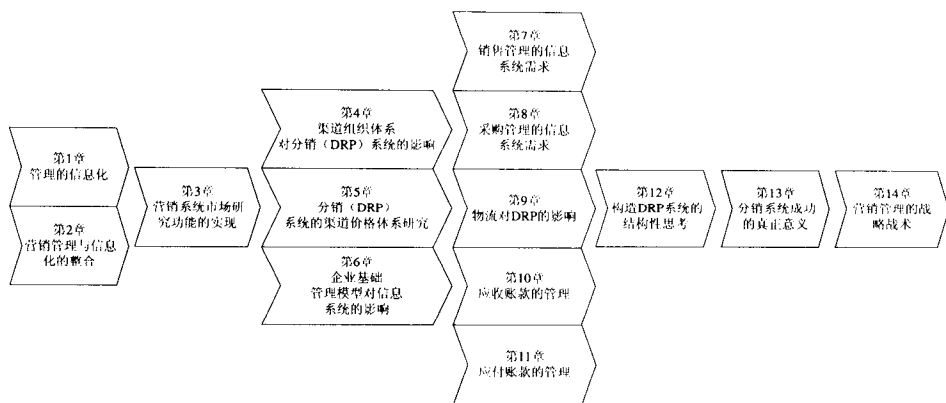 第1章
管理的信息化
第2章
营销管理与信息
化的整合
第3章
营销系统市场研
究功能的实现
第4章
渠道组织体系
对分销（DRP）系统的影响
第5章
分销（DRP）
系统的渠道价格体系研究
第6章
企业基础
管理模型对信息
系统的影响
第7章
销售管理的信息
系统需求
第8章
采购管理的信息
系统需求
第9章
物流对DRP的影响
第10章
应收账款的管理
第11章
应付账款的管理
第12章
构造DRP系统的
结构性思考
第13章
分销系统成功
的真正意义
第14章
营销管理的战
略战术